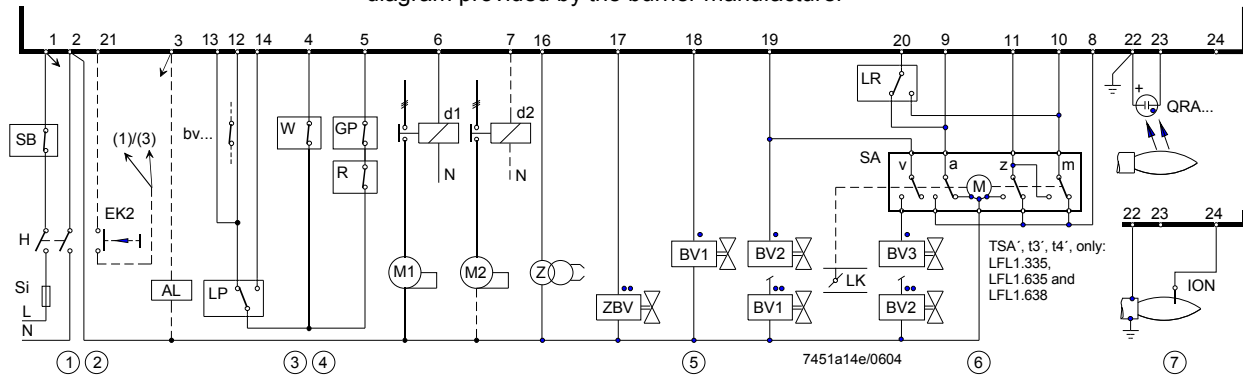 diagram provided by the burner manufacturer
1 2 21 3 13 12 14 4 5 6 7 16 17 18 19 20 9 11 10 8 22 23 24
LR
+
QRA...
d1 d2
SB (1)/(3) bv... W GP
SA v a z m
R
N N
M
EK2
H
22 23 24
BV1 BV2 BV3
TSA´, t3´, t4´, only:
LFL1.335,
LFL1.635 and
LFL1.638
M1 M2 Z
Si AL LP
LK
ION
L
ZBV BV1 BV2
N
1 2 3 4 5 7451a14e/0604 6 7